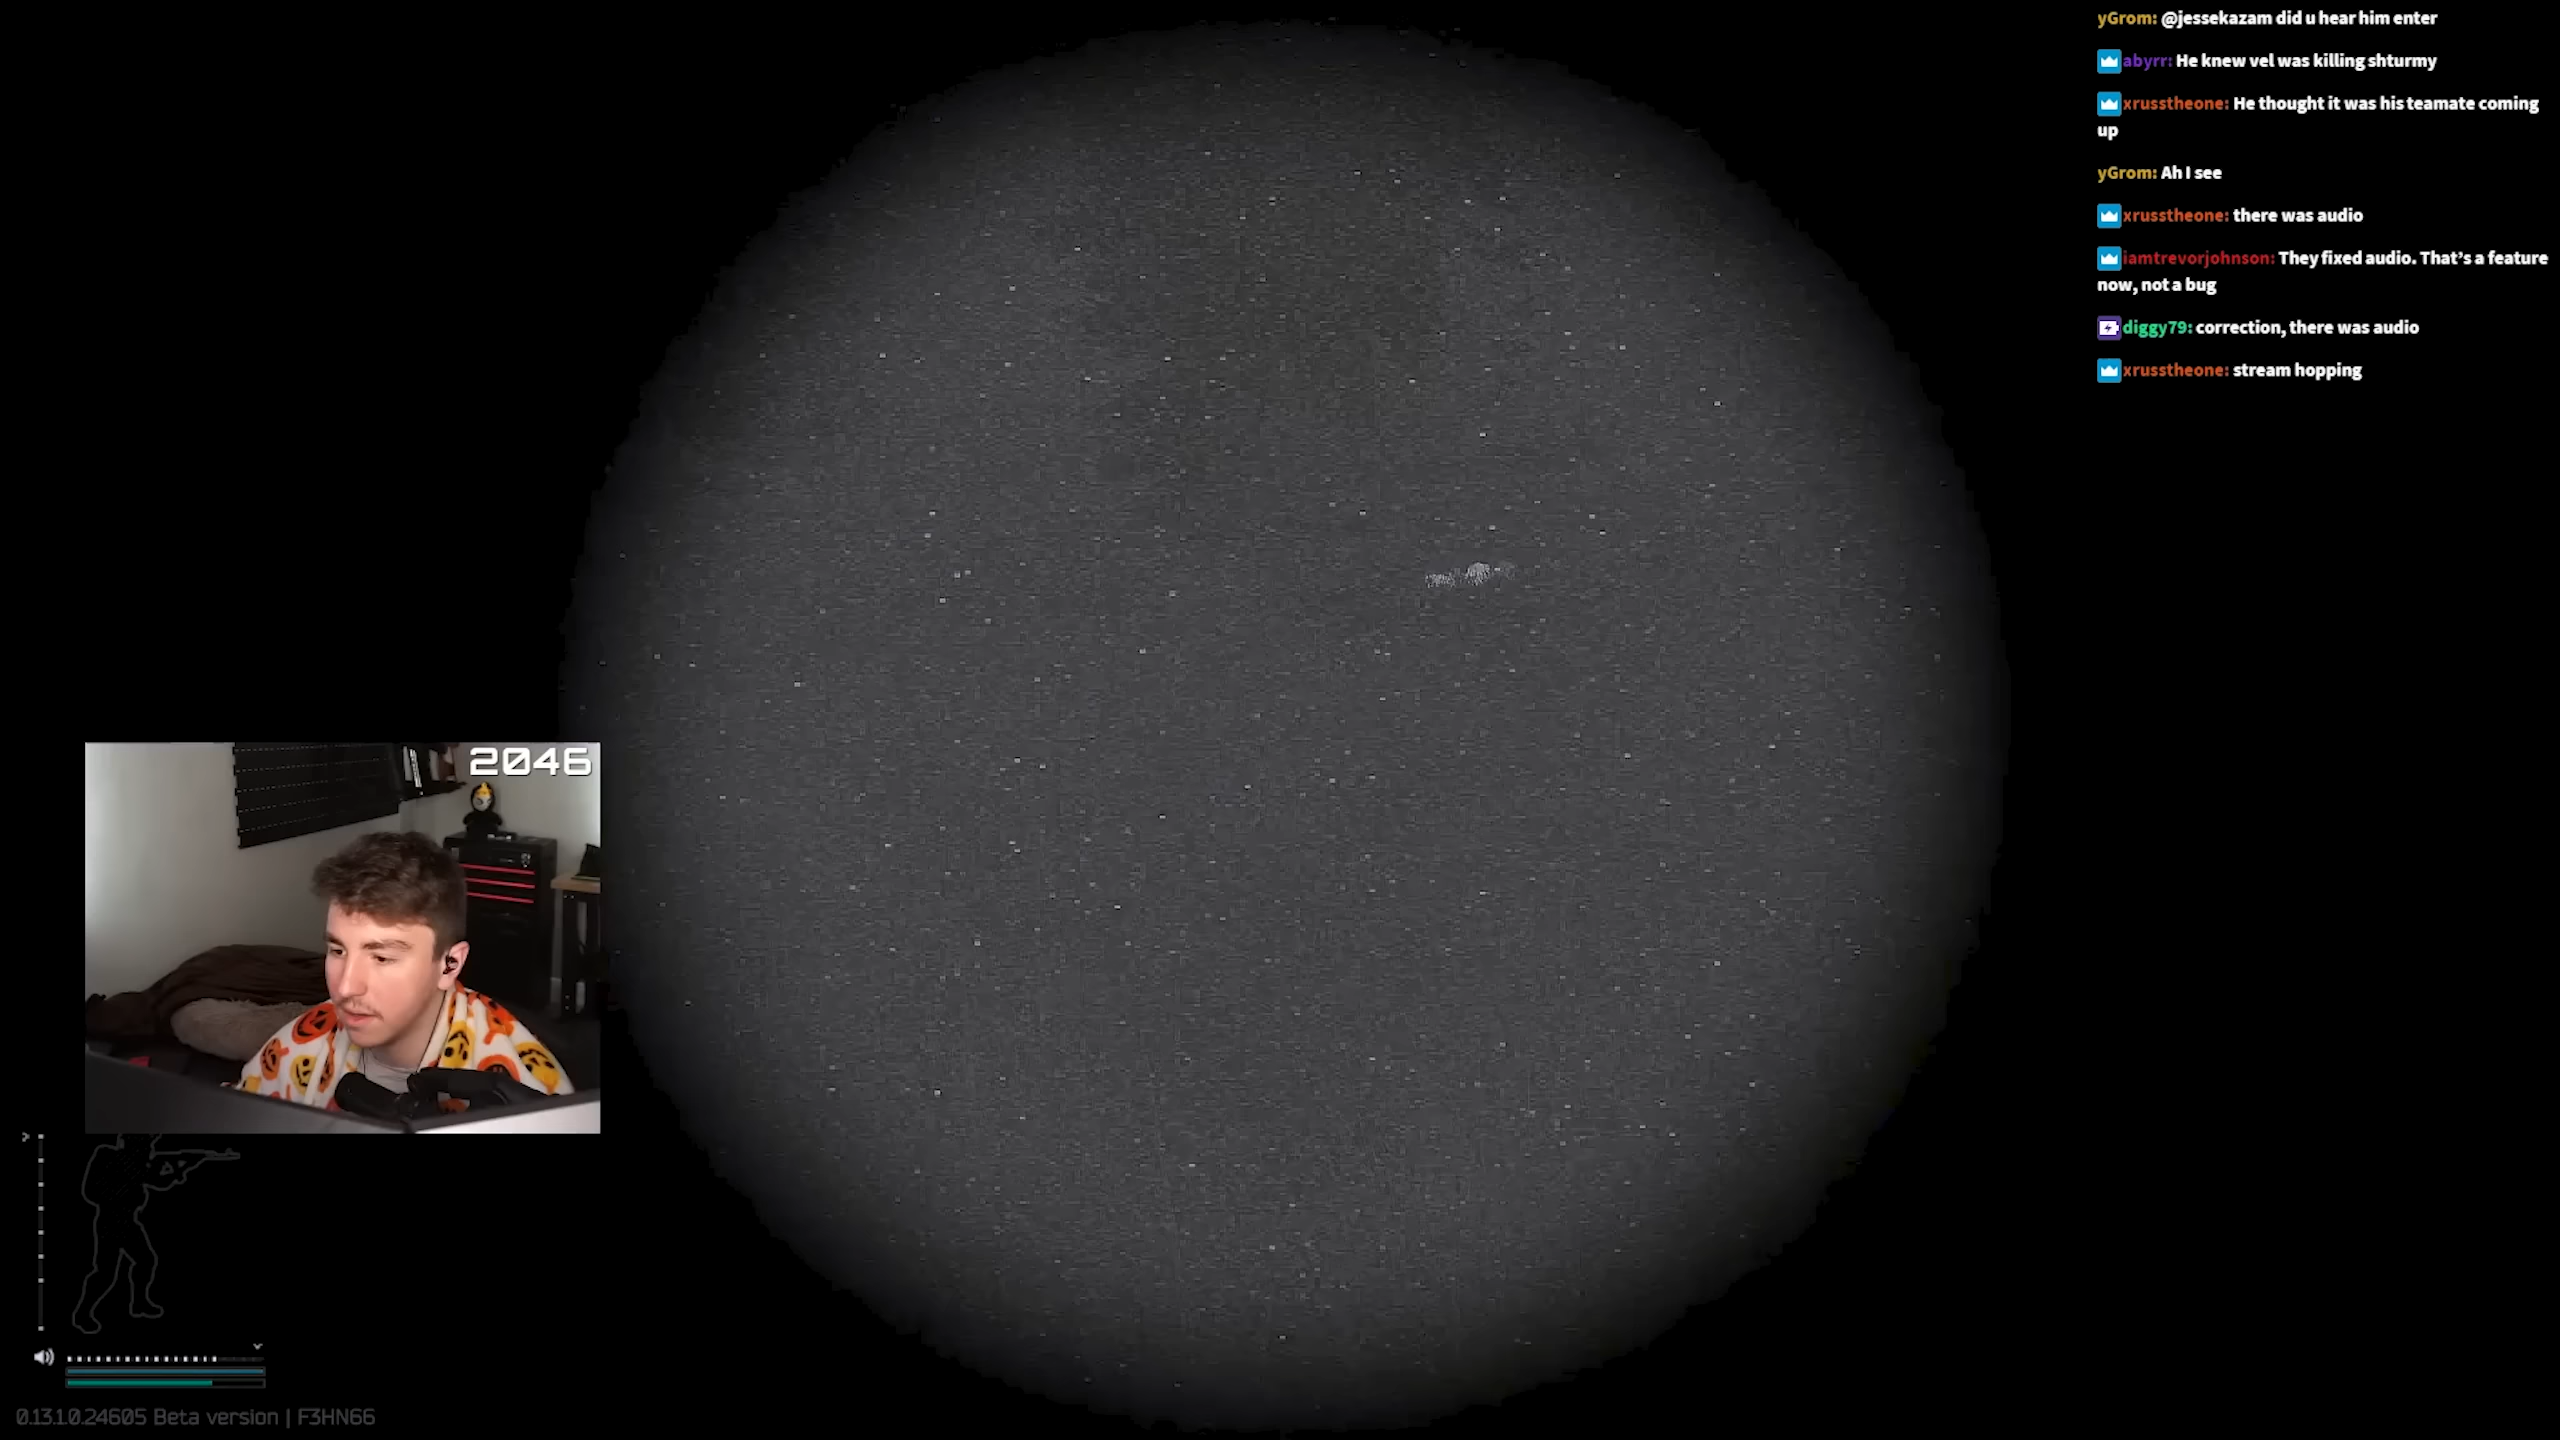 yGrom: @jessekazam did u hear him enter
abyrr: He knew vel was killing shturmy
xrusstheone: He thought it was his teamate coming
up
yGrom: Ah I see
xrusstheone: there was audio
iamtrevorjohnson: They fixed audio. That's a feature
now, not a bug
diggy79: correction, there was audio
xrusstheone: stream hopping
2046
0.13.1.0.24605 Beta version | F3HN66